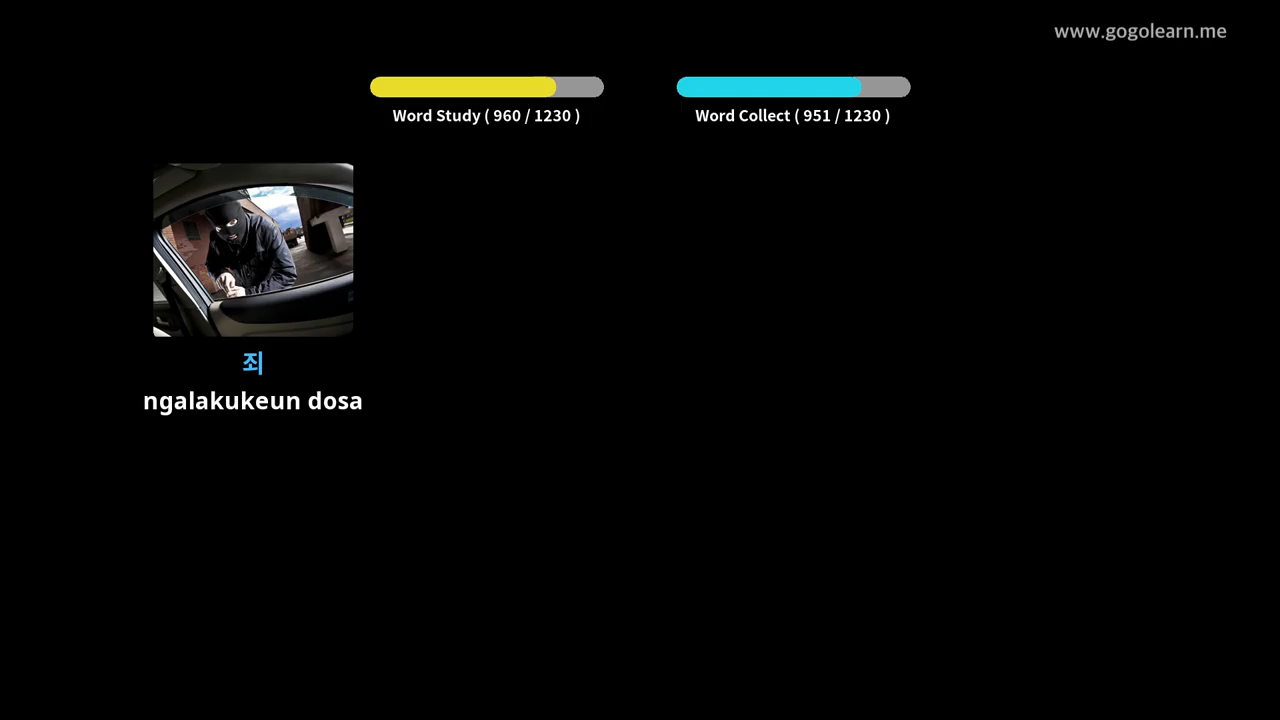 www.gogolearn.me
Word Study ( 960 / 1230 )
Word Collect ( 951 / 1230 )
죄
ngalakukeun dosa